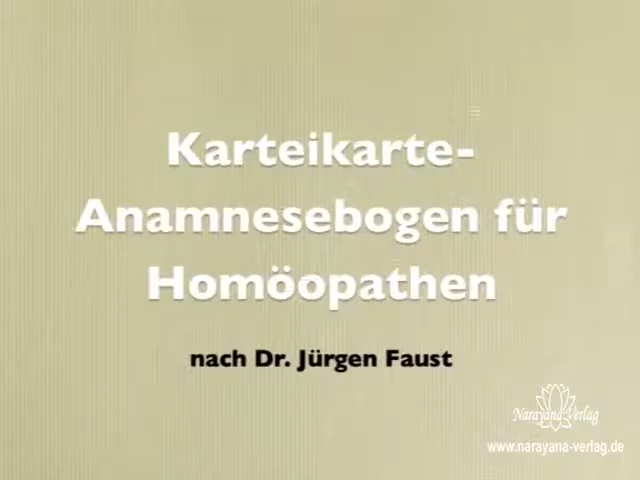 Karteikarte-
Anamnesebogen für
Homöopathen
nach Dr. Jürgen Faust
Narayana Verlag
www.narayana-verlag.de